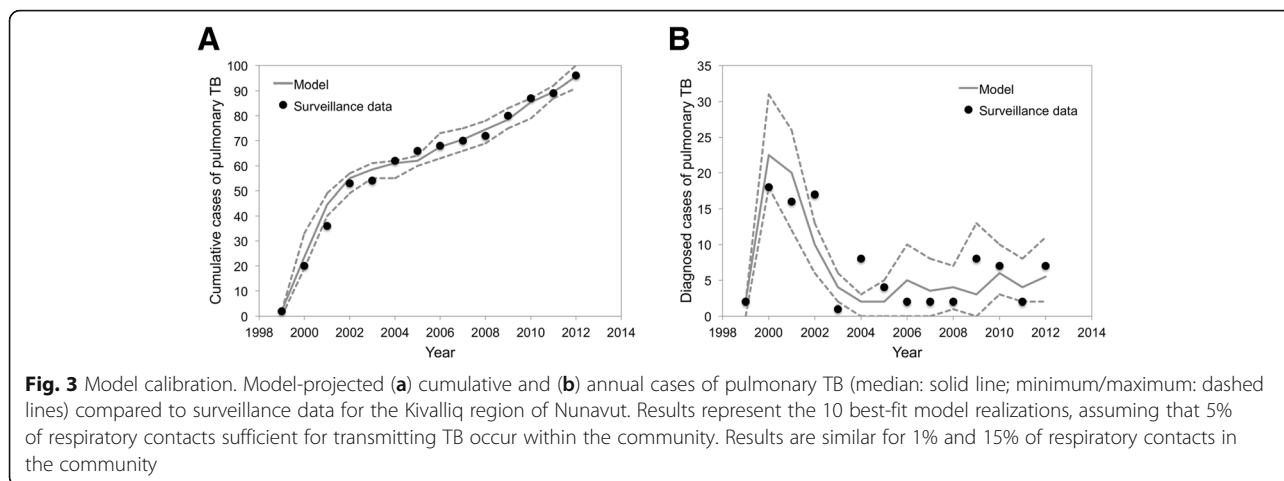 A
100
90
80
70
60
50
40
30
20
10
0
Cumulative cases of pulmonary TB
Model
Surveillance data
1998 2000 2002 2004 2006 2008 2010 2012 2014
Year
B
35
30
25
20
15
10
5
0
Diagnosed cases of pulmonary TB
Model
Surveillance data
1998 2000 2002 2004 2006 2008 2010 2012 2014
Year
Fig. 3 Model calibration. Model-projected (a) cumulative and (b) annual cases of pulmonary TB (median: solid line; minimum/maximum: dashed
lines) compared to surveillance data for the Kivalliq region of Nunavut. Results represent the 10 best-fit model realizations, assuming that 5%
of respiratory contacts sufficient for transmitting TB occur within the community. Results are similar for 1% and 15% of respiratory contacts in
the community